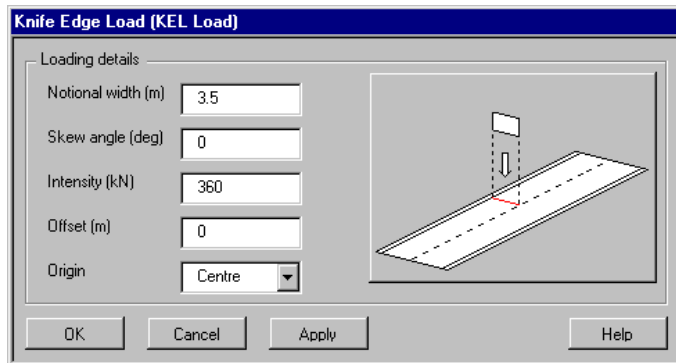 Knife Edge Load (KEL Load)
Loading details
Notional width (m) 3.5
Skew angle (deg) 0
Intensity (kN) 360
Offset (m) 0
Origin Centre
OK Cancel Apply Help